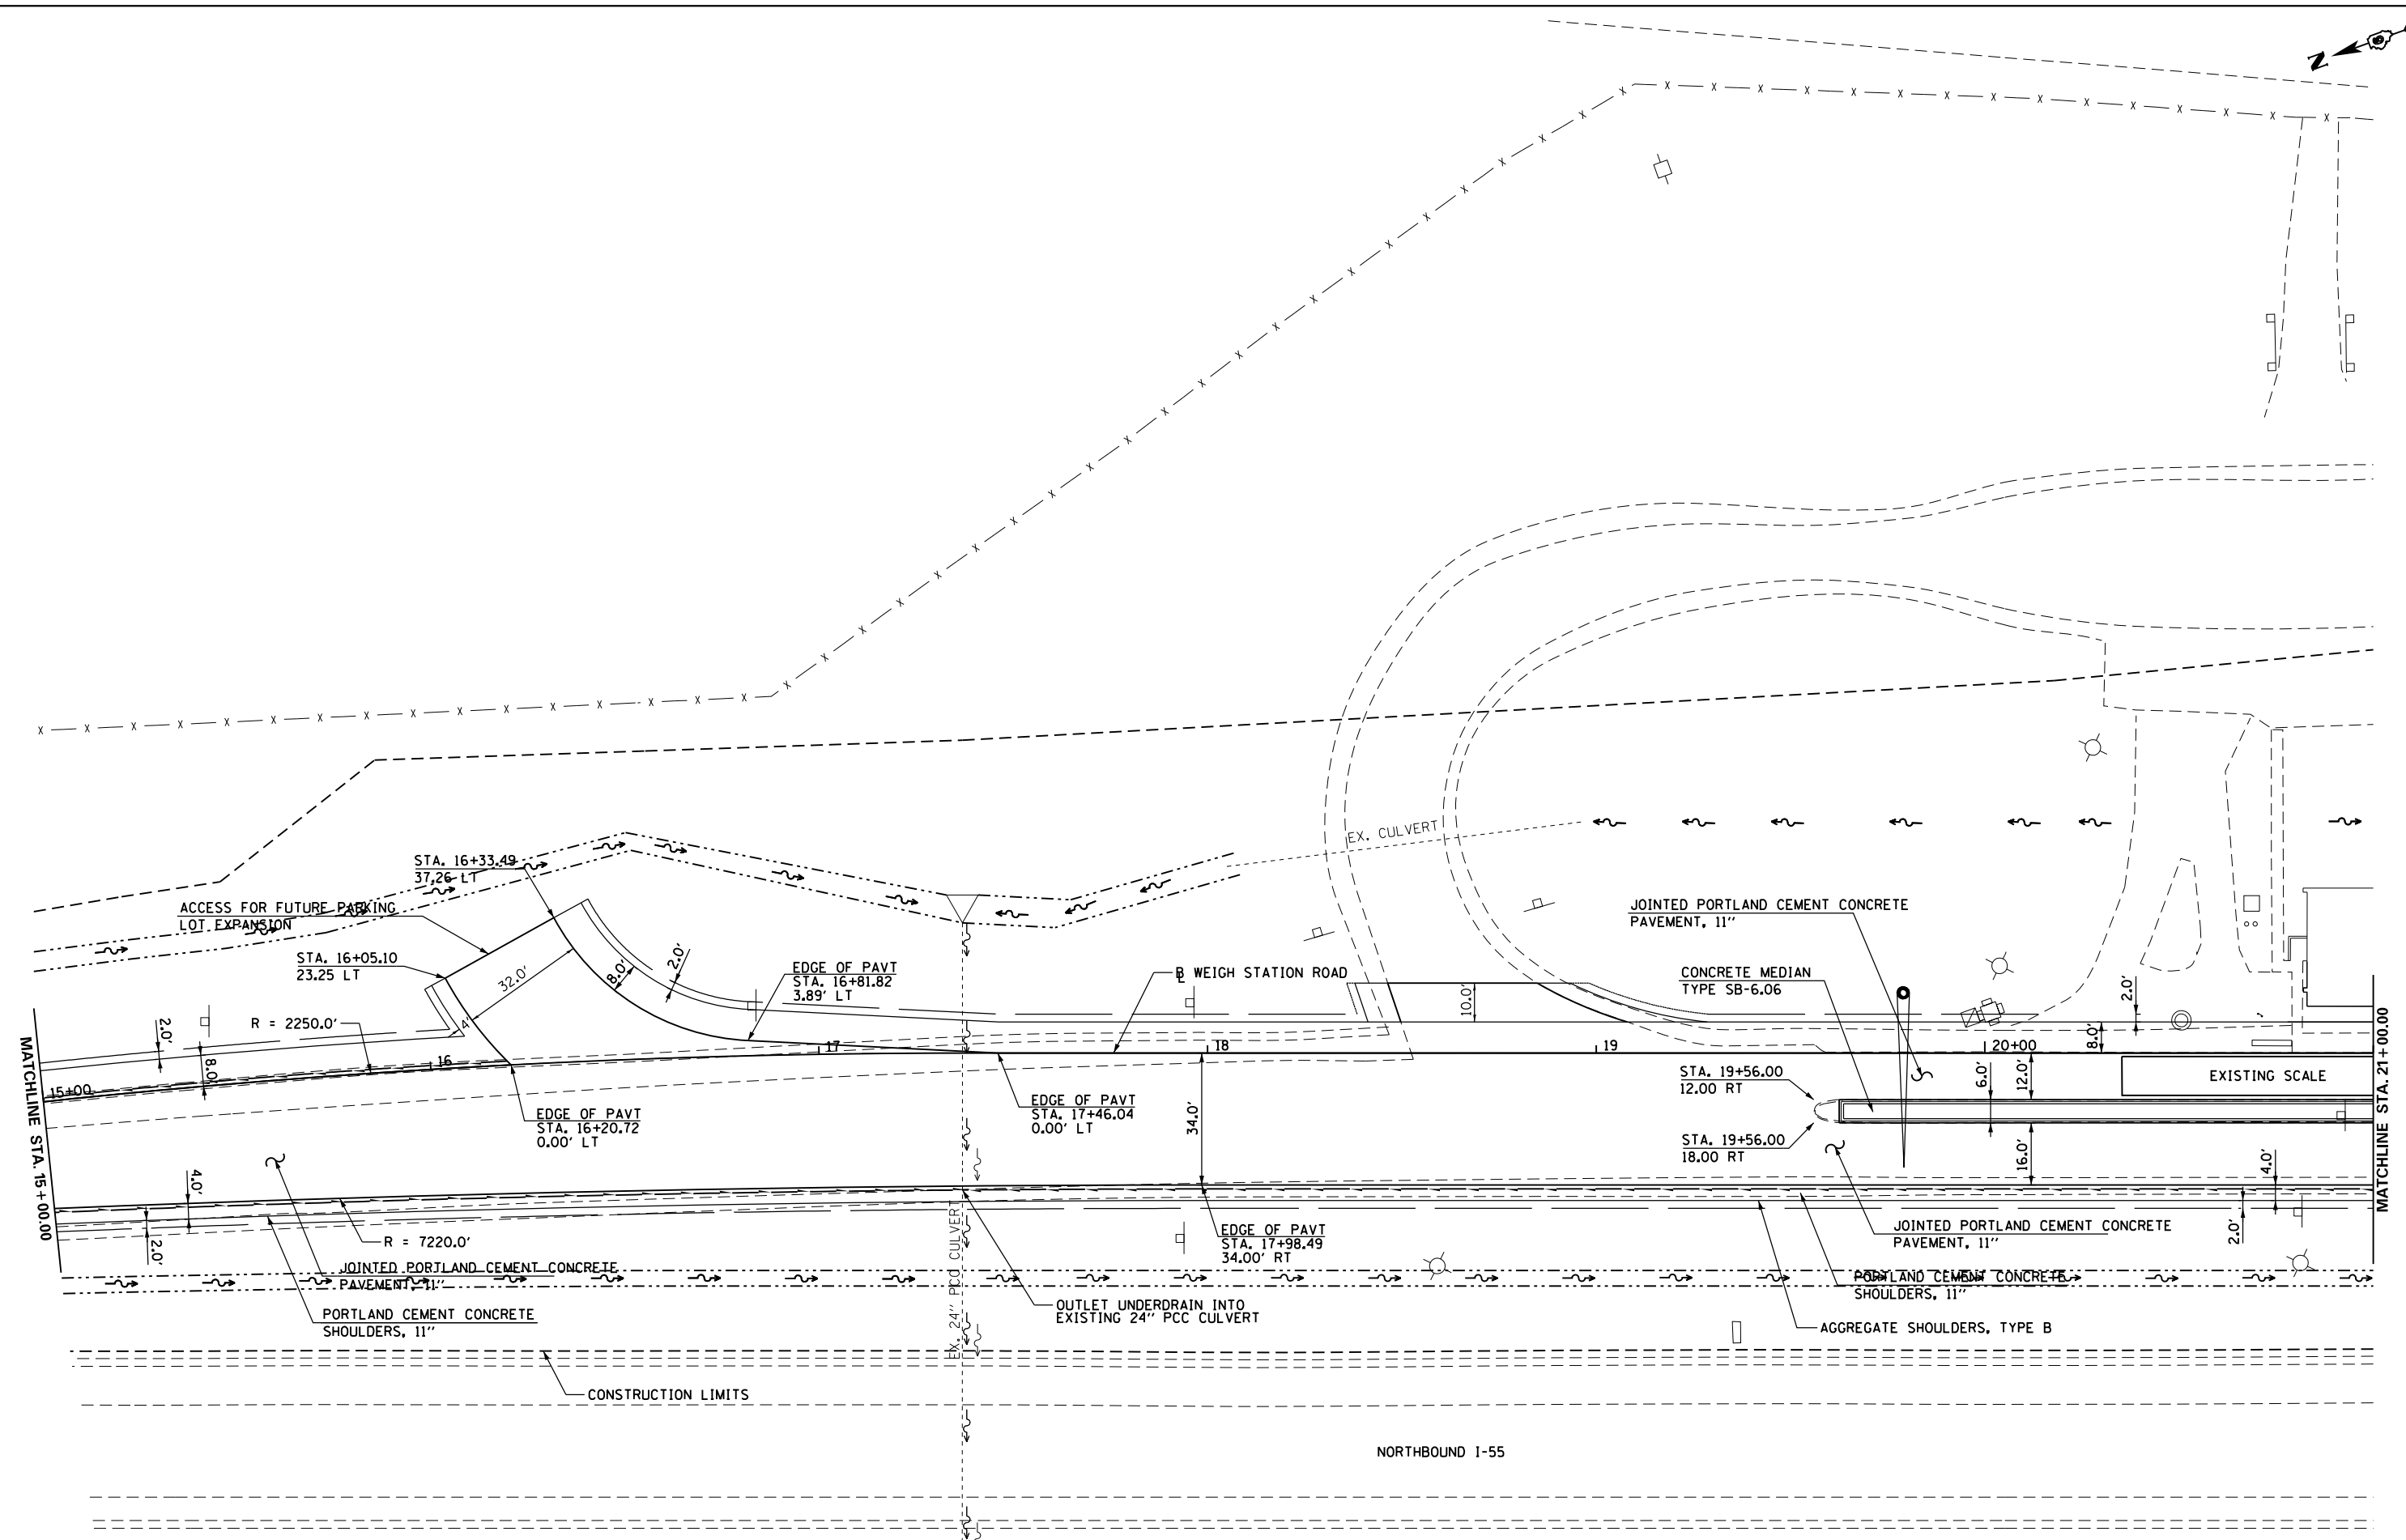 N
STA. 16+33.49
37.26 LT
ACCESS FOR FUTURE PARKING
LOT EXPANSION
STA. 16+05.10
23.25 LT
R = 2250.0'
32.0'
8.0'
2.0'
4'
2.0'
8.0'
EDGE OF PAVT
STA. 16+81.82
3.89' LT
WEIGH STATION ROAD
EX. CULVERT
10.0'
JOINTED PORTLAND CEMENT CONCRETE
PAVEMENT, 11"
CONCRETE MEDIAN
TYPE SB-6.06
2.0'
8.0'
15+00
16
17
18
19
20+00
MATCHLINE STA. 15+00.00
MATCHLINE STA. 21+00.00
EXISTING SCALE
EDGE OF PAVT
STA. 16+20.72
0.00' LT
EDGE OF PAVT
STA. 17+46.04
0.00' LT
34.0'
STA. 19+56.00
12.00 RT
STA. 19+56.00
18.00 RT
6.0'
12.0'
16.0'
4.0'
2.0'
4.0'
2.0'
R = 7220.0'
JOINTED PORTLAND CEMENT CONCRETE
PAVEMENT, 11"
PORTLAND CEMENT CONCRETE
SHOULDERS, 11"
EX. 24" PCC CULVERT
EDGE OF PAVT
STA. 17+98.49
34.00' RT
OUTLET UNDERDRAIN INTO
EXISTING 24" PCC CULVERT
JOINTED PORTLAND CEMENT CONCRETE
PAVEMENT, 11"
PORTLAND CEMENT CONCRETE
SHOULDERS, 11"
AGGREGATE SHOULDERS, TYPE B
CONSTRUCTION LIMITS
NORTHBOUND I-55